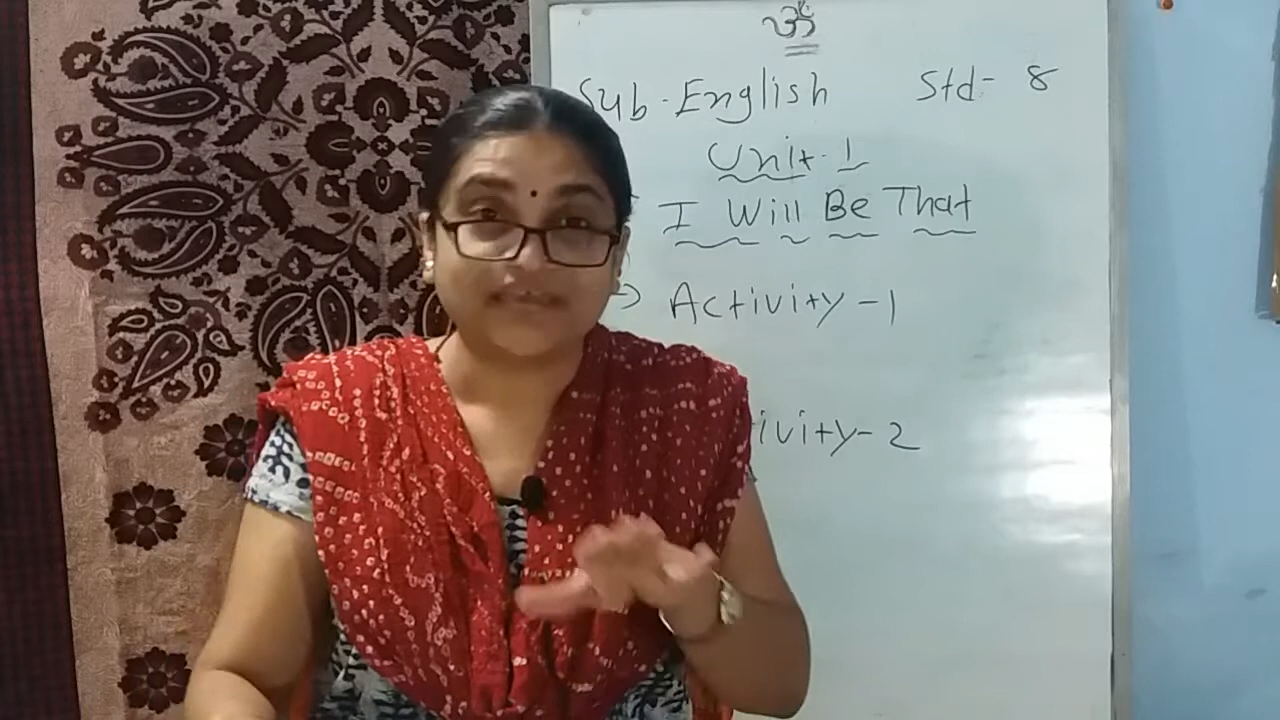 ॐ
Sub-English Std- 8
Unit-1
I Will Be That
→ Activity-1
ivity-2